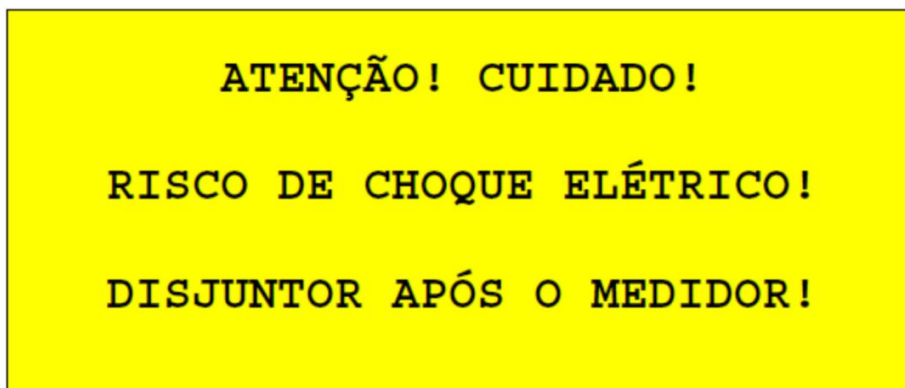 ATENÇÃO! CUIDADO!
RISCO DE CHOQUE ELÉTRICO!
DISJUNTOR APÓS O MEDIDOR!